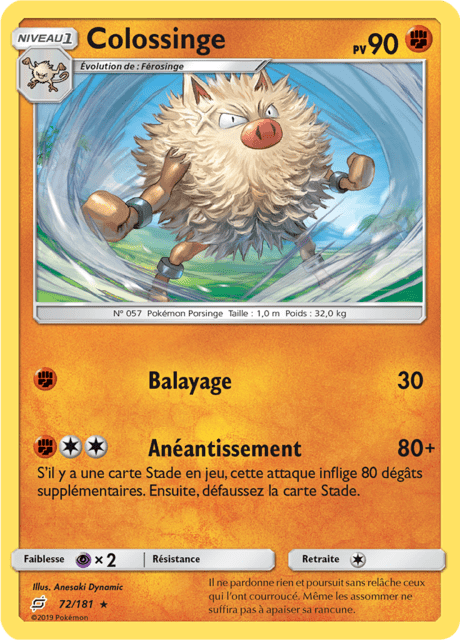 NIVEAU 1
Colossinge
PV 90
Évolution de : Férosinge
N° 057 Pokémon Porsinge Taille : 1,0 m Poids : 32,0 kg
Balayage 30
Anéantissement 80+
S'il y a une carte Stade en jeu, cette attaque inflige 80 dégâts
supplémentaires. Ensuite, défaussez la carte Stade.
Faiblesse × 2 Résistance Retraite
Illus. Anesaki Dynamic
72/181 ★
©2019 Pokémon
Il ne pardonne rien et poursuit sans relâche ceux
qui l'ont courroucé. Même les assommer ne
suffira pas à apaiser sa rancune.